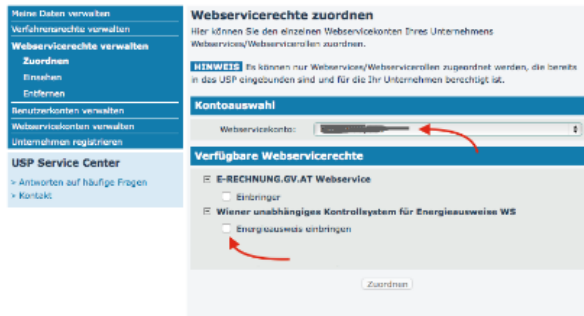 Meine Daten verwalten
Verfahrensrechte verwalten
Webservicerechte verwalten
Zuordnen
Einsehen
Entfernen
Benutzerkonten verwalten
Webservicekonten verwalten
Unternehmen registrieren
USP Service Center
> Antworten auf häufige Fragen
> Kontakt
Webservicerechte zuordnen
Hier können Sie den einzelnen Webservicekonten Ihres Unternehmens
Webservices/Webservicerollen zuordnen.
HINWEIS Es können nur Webservices/Webservicerollen zugeordnet werden, die bereits
in das USP eingebunden sind und für die Ihr Unternehmen berechtigt ist.
Kontoauswahl
Webservicekonto:
Verfügbare Webservicerechte
E-RECHNUNG.GV.AT Webservice
Einbringer
Wiener unabhängiges Kontrollsystem für Energieausweise WS
Energieausweis einbringen
Zuordnen